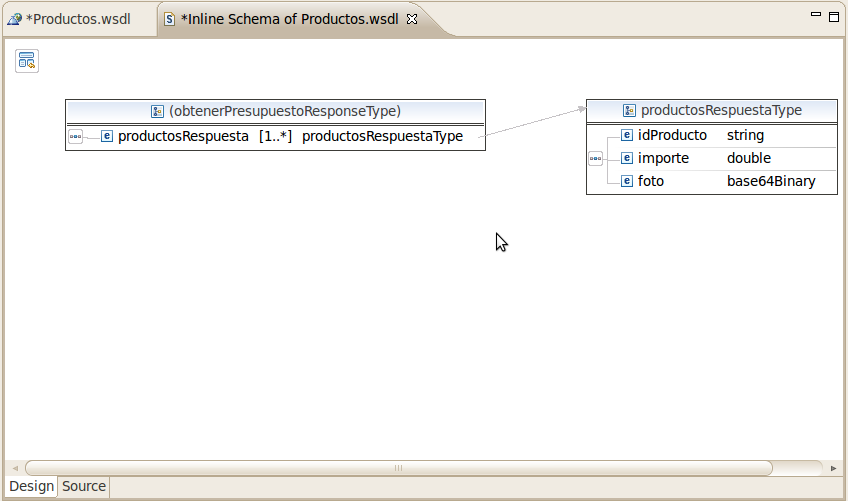 *Productos.wsdl
*Inline Schema of Productos.wsdl
(obtenerPresupuestoResponseType)
productosRespuesta [1..*] productosRespuestaType
productosRespuestaType
idProducto string
importe double
foto base64Binary
Design Source